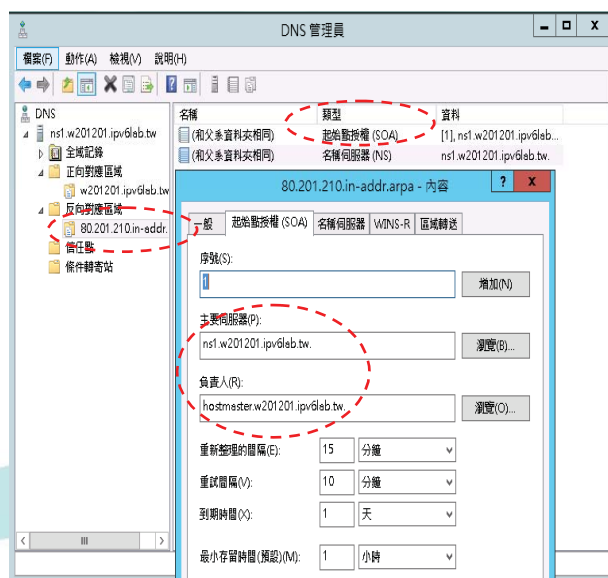 DNS 管理員
檔案(F) 動作(A) 檢視(V) 說明(H)
DNS
ns1.w201201.ipv6lab.tw
全域記錄
正向對應區域
w201201.ipv6lab.tw
反向對應區域
80.201.210.in-addr.
信任點
條件轉寄站
名稱 類型 資料
(和父系資料夾相同) 起始點授權 (SOA) [1], ns1.w201201.ipv6lab...
(和父系資料夾相同) 名稱伺服器 (NS) ns1.w201201.ipv6lab.tw.
80.201.210.in-addr.arpa - 內容
一般 起始點授權 (SOA) 名稱伺服器 WINS-R 區域轉送
序號(S):
1 增加(N)
主要伺服器(P):
ns1.w201201.ipv6lab.tw. 瀏覽(B)...
負責人(R):
hostmaster.w201201.ipv6lab.tw. 瀏覽(O)...
重新整理的間隔(E): 15 分鐘
重試間隔(V): 10 分鐘
到期時間(X): 1 天
最小存留時間(預設)(M): 1 小時